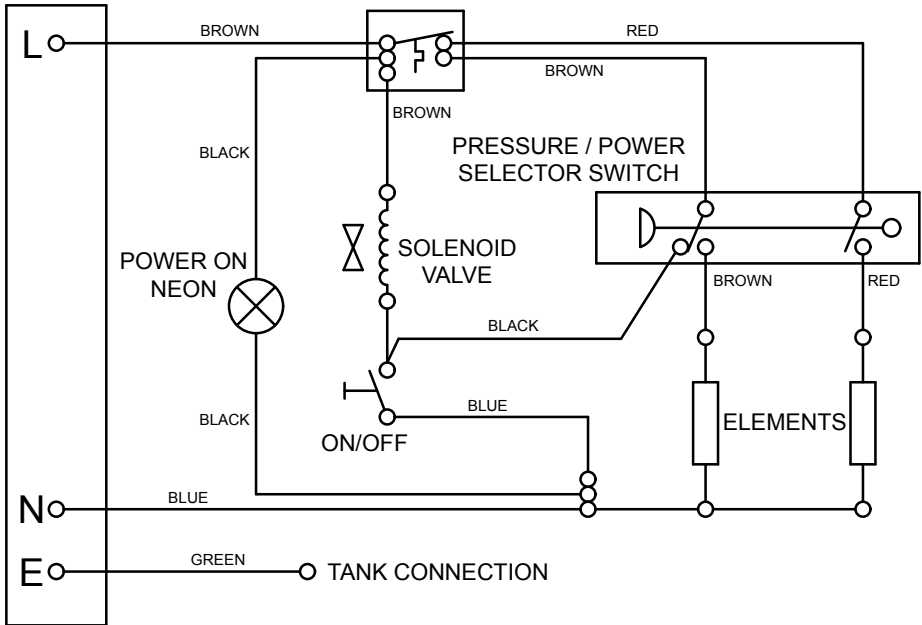 L
BROWN
RED
BROWN
BROWN
BLACK
PRESSURE / POWER
SELECTOR SWITCH
POWER ON
NEON
SOLENOID
VALVE
BROWN
RED
BLACK
BLACK
BLUE
ON/OFF
ELEMENTS
N
BLUE
E
GREEN
TANK CONNECTION